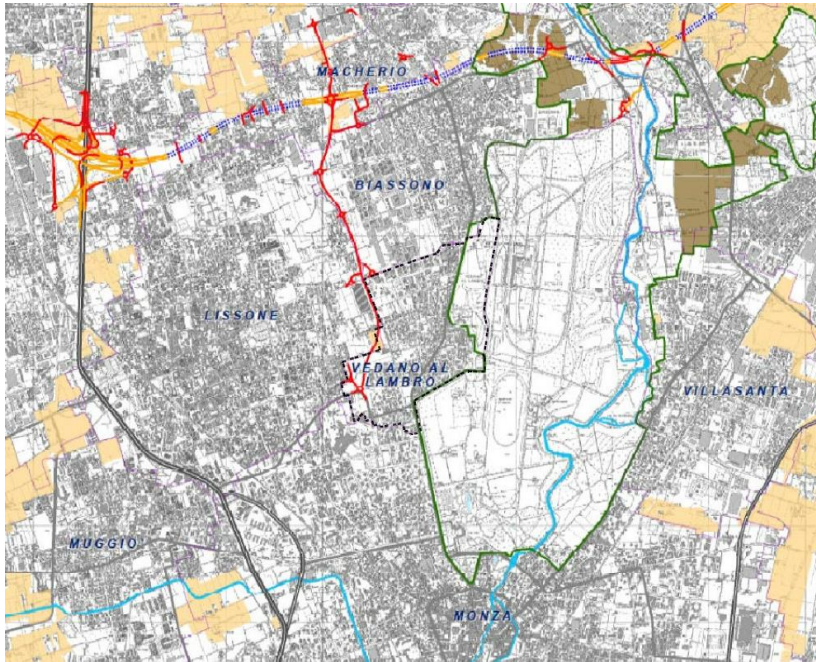 MACHERIO
BIASSONO
LISSONE
VEDANO AL
LAMBRO
VILLASANTA
MUGGIO
MONZA